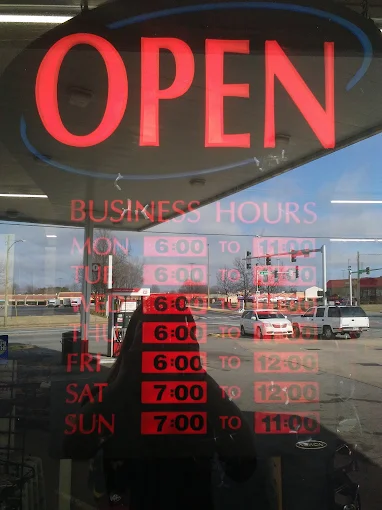 OPEN
BUSINESS HOURS
MON 6:00 TO 11:00
TUE 6:00 TO
6:00
THU 6:00 TO 11:00
FRI 6:00 TO 12:00
SAT 7:00 TO 12:00
SUN 7:00 TO 11:00